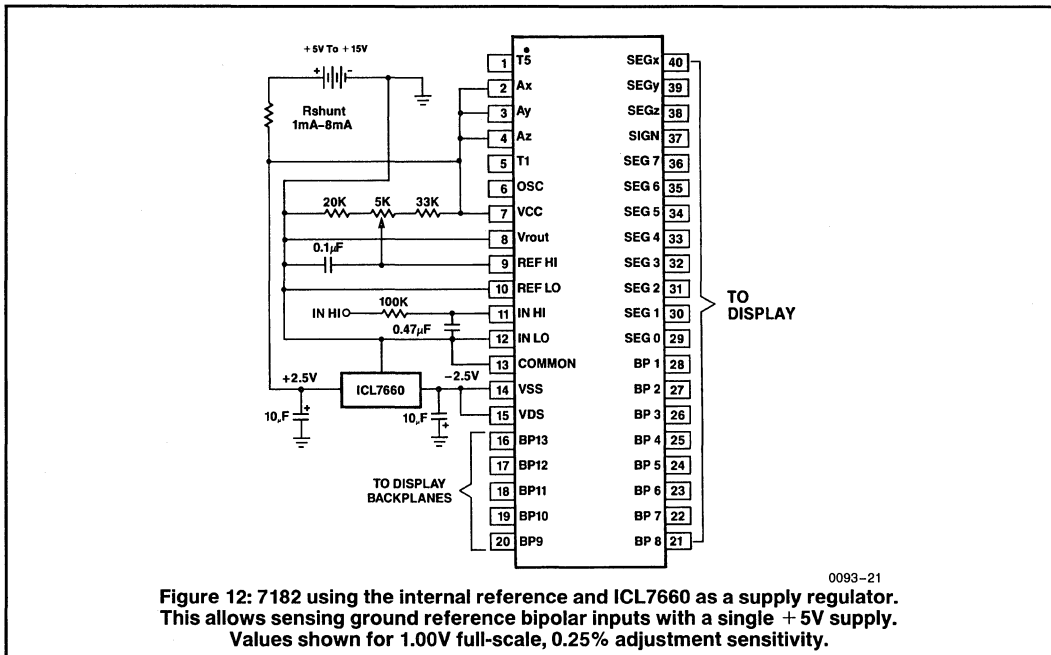 +5V To +15V
+ -
Rshunt
1mA–8mA
20K 5K 33K
0.1μF
IN HI
100K
0.47μF
+2.5V
ICL7660
-2.5V
10μF +
10μF +
TO DISPLAY
BACKPLANES
1 T5
2 Ax
3 Ay
4 Az
5 T1
6 OSC
7 VCC
8 Vrout
9 REF HI
10 REF LO
11 IN HI
12 IN LO
13 COMMON
14 VSS
15 VDS
16 BP13
17 BP12
18 BP11
19 BP10
20 BP9
SEGx 40
SEGy 39
SEGz 38
SIGN 37
SEG 7 36
SEG 6 35
SEG 5 34
SEG 4 33
SEG 3 32
SEG 2 31
SEG 1 30
SEG 0 29
BP 1 28
BP 2 27
BP 3 26
BP 4 25
BP 5 24
BP 6 23
BP 7 22
BP 8 21
TO
DISPLAY
0093–21
Figure 12: 7182 using the internal reference and ICL7660 as a supply regulator.
This allows sensing ground reference bipolar inputs with a single +5V supply.
Values shown for 1.00V full-scale, 0.25% adjustment sensitivity.